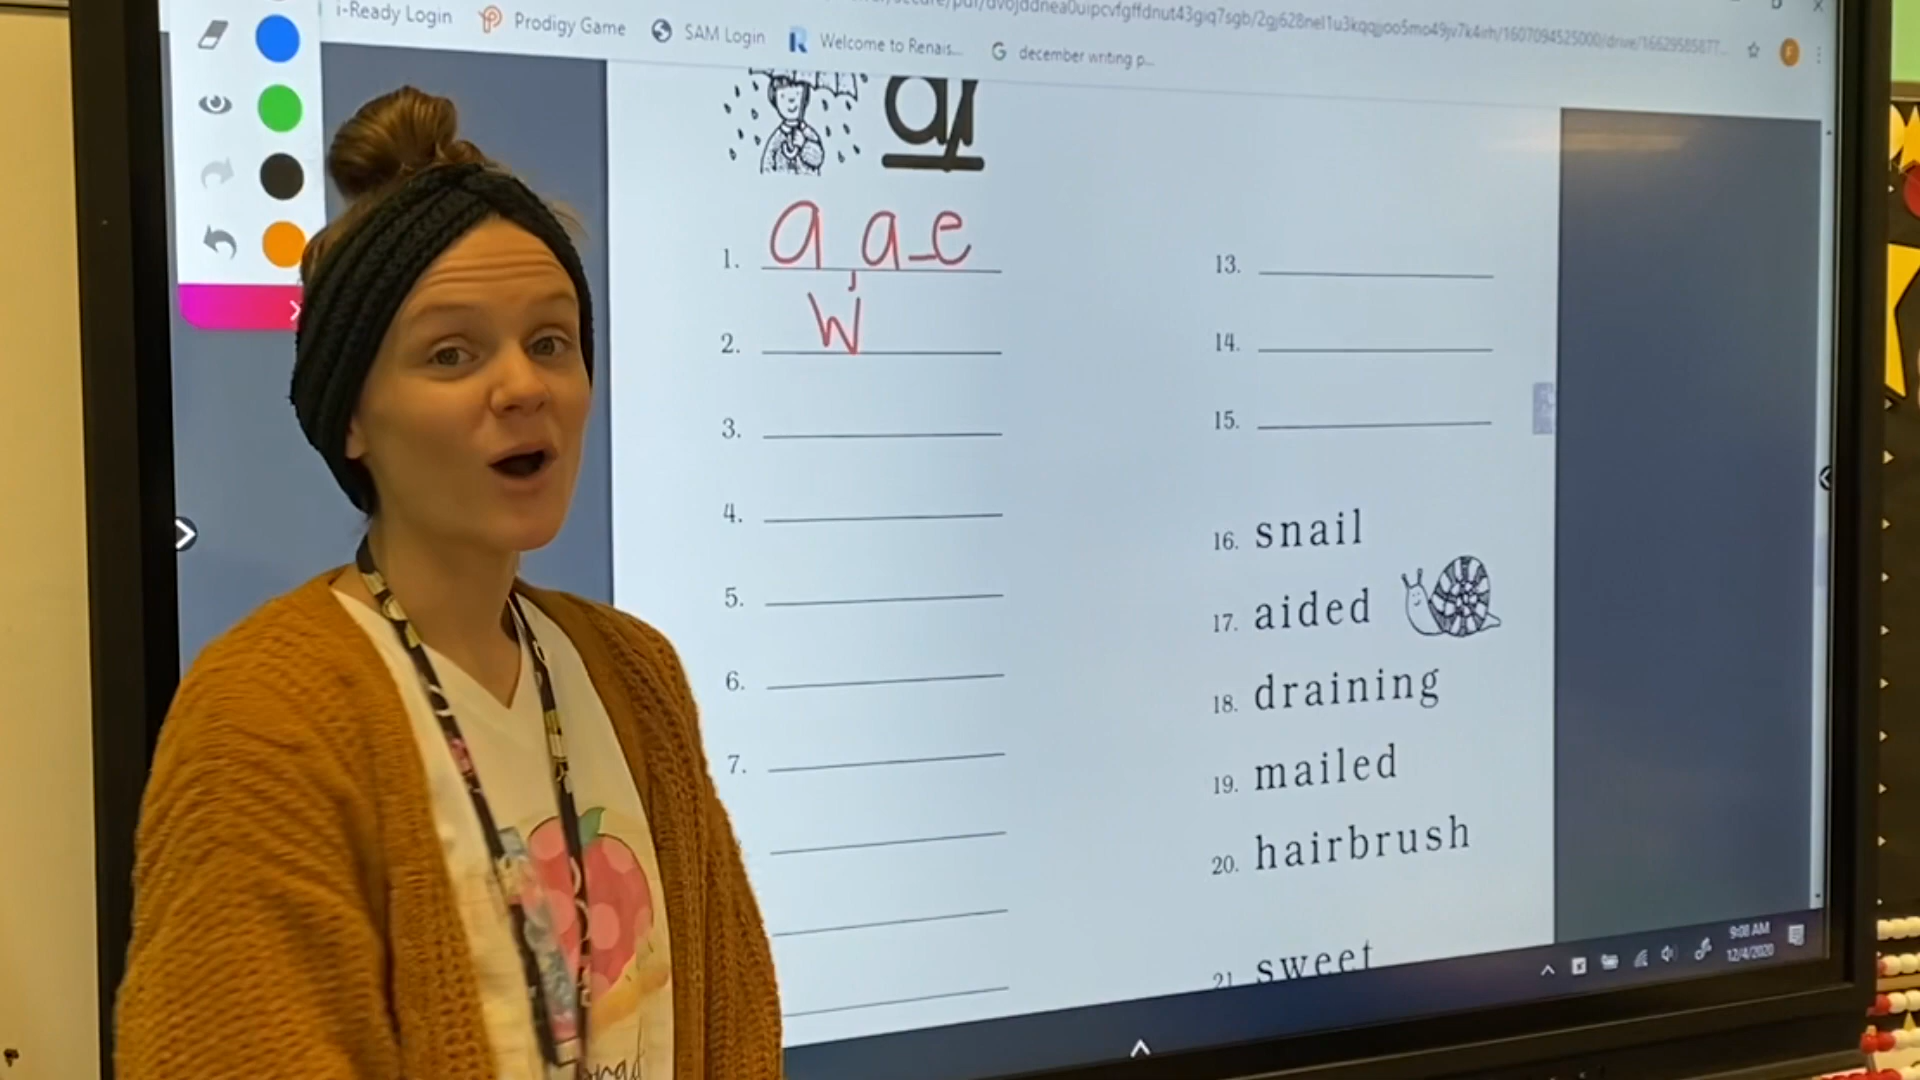 i-Ready Login Prodigy Game SAM Login Welcome to Renais... december writing p...
ai
1. a, a_e
2. w
3.
4.
5.
6.
7.
13.
14.
15.
16. snail
17. aided
18. draining
19. mailed
20. hairbrush
21 sweet
9:08 AM
12/4/2020